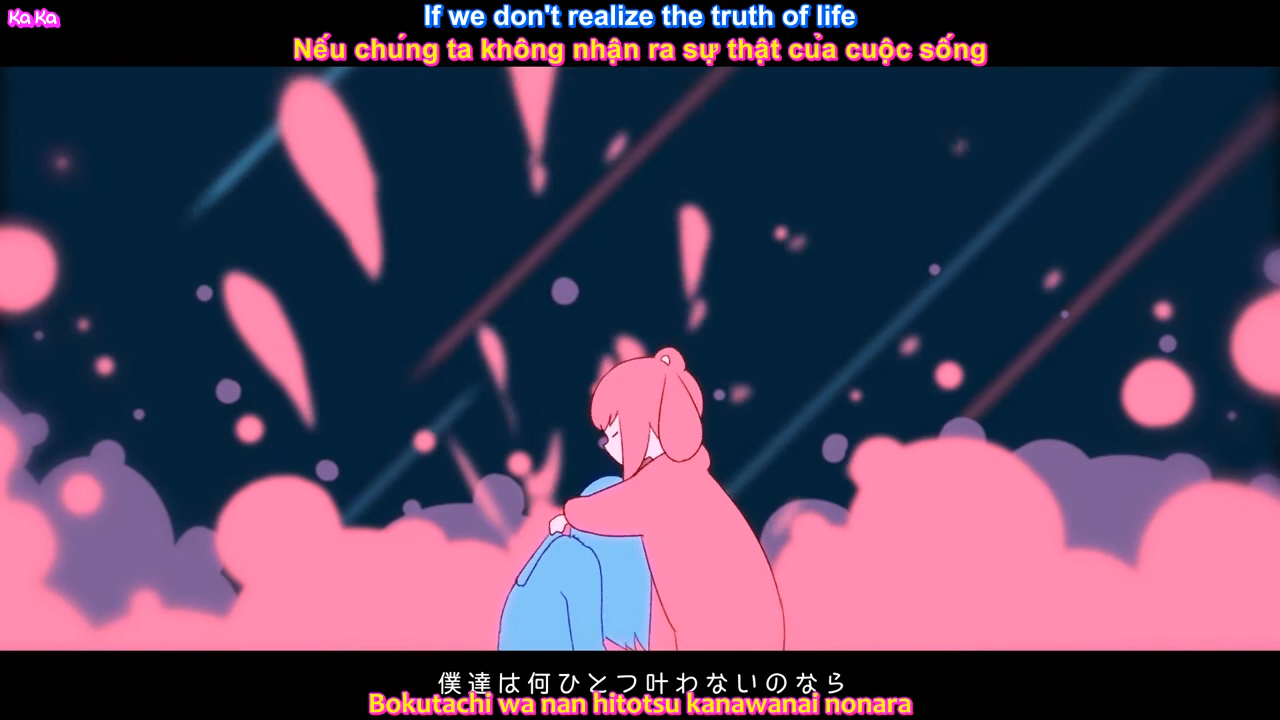 KaKa
If we don't realize the truth of life
Nếu chúng ta không nhận ra sự thật của cuộc sống
僕達は何ひとつ叶わないのなら
Bokutachi wa nan hitotsu kanawanai nonara